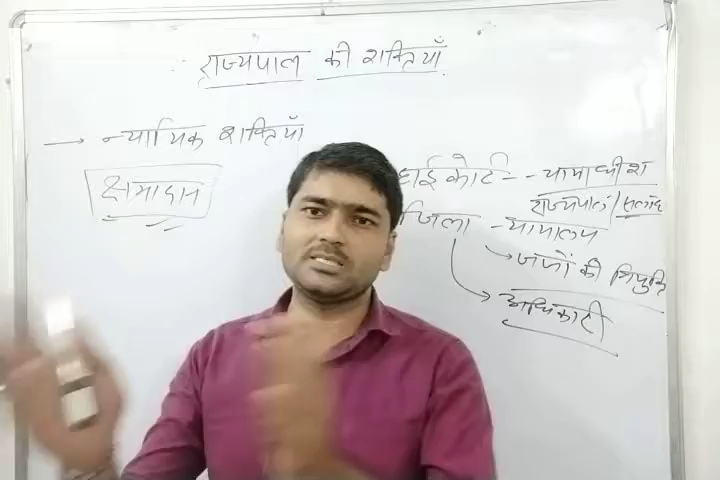 राज्यपाल की शक्तियाँ
→ न्यायिक शक्तियाँ
क्षमादान
हाईकोर्ट - न्यायाधीश
राज्यपाल / सलाह
जिला - न्यायालय
→ जजों की नियुक्ति
→ अधिकारी